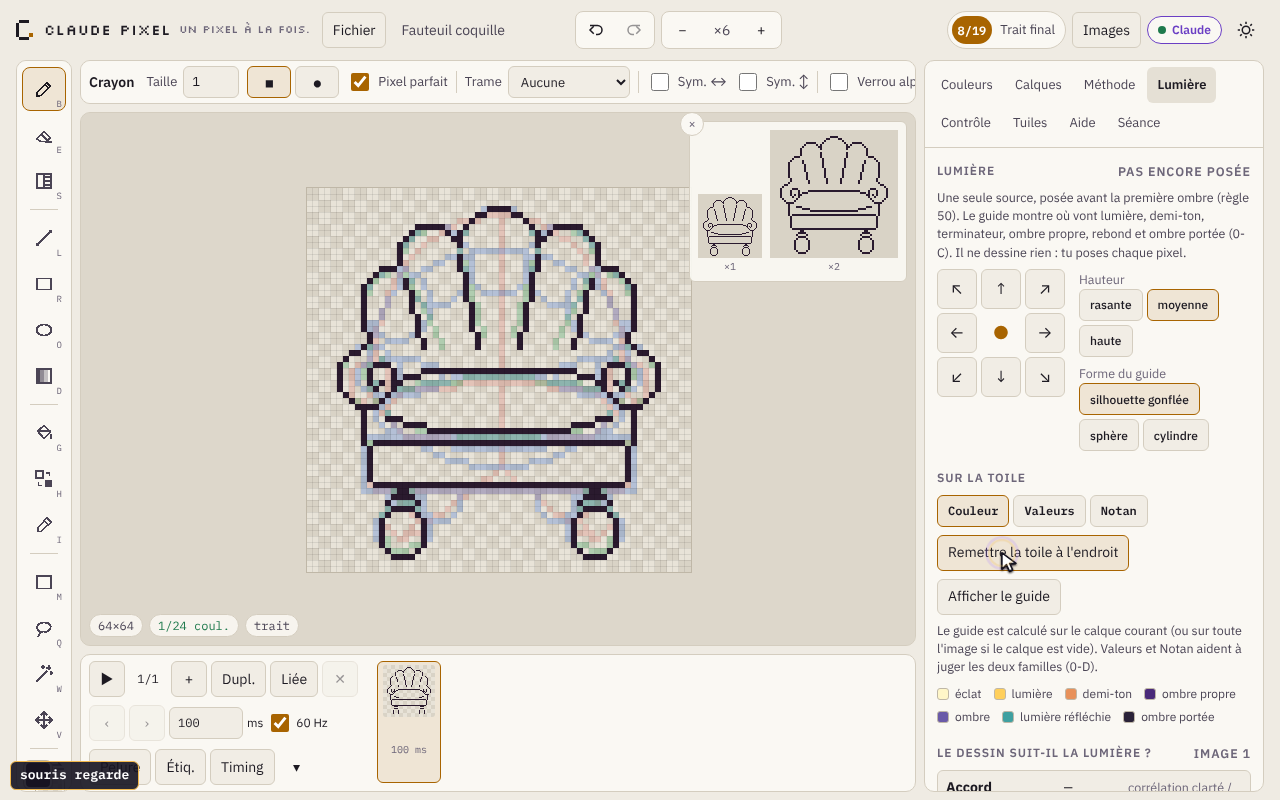 CLAUDE PIXEL UN PIXEL À LA FOIS. Fichier Fauteuil coquille − ×6 + 8/19 Trait final Images Claude
Crayon Taille 1 Pixel parfait Trame Aucune Sym. ↔ Sym. ↕ Verrou alp
B
E
S
L
R
O
D
G
H
I
M
Q
W
V
×
×1 ×2
64×64 1/24 coul. trait
1/1 + Dupl. Liée ×
‹ › 100 ms 60 Hz
Étiq. Timing ▼
100 ms
souris regarde
Couleurs Calques Méthode Lumière
Contrôle Tuiles Aide Séance
LUMIÈRE PAS ENCORE POSÉE
Une seule source, posée avant la première ombre (règle
50). Le guide montre où vont lumière, demi-ton,
terminateur, ombre propre, rebond et ombre portée (0-
C). Il ne dessine rien : tu poses chaque pixel.
↖ ↑ ↗
← →
↙ ↓ ↘
Hauteur
rasante moyenne
haute
Forme du guide
silhouette gonflée
sphère cylindre
SUR LA TOILE
Couleur Valeurs Notan
Remettre la toile à l'endroit
Afficher le guide
Le guide est calculé sur le calque courant (ou sur toute
l'image si le calque est vide). Valeurs et Notan aident à
juger les deux familles (0-D).
éclat lumière demi-ton ombre propre
ombre lumière réfléchie ombre portée
LE DESSIN SUIT-IL LA LUMIÈRE ? IMAGE 1
Accord — corrélation clarté /